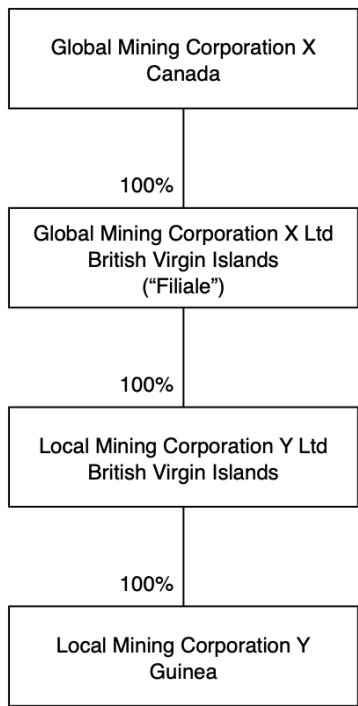 Global Mining Corporation X
Canada
100%
Global Mining Corporation X Ltd
British Virgin Islands
(“Filiale”)
100%
Local Mining Corporation Y Ltd
British Virgin Islands
100%
Local Mining Corporation Y
Guinea